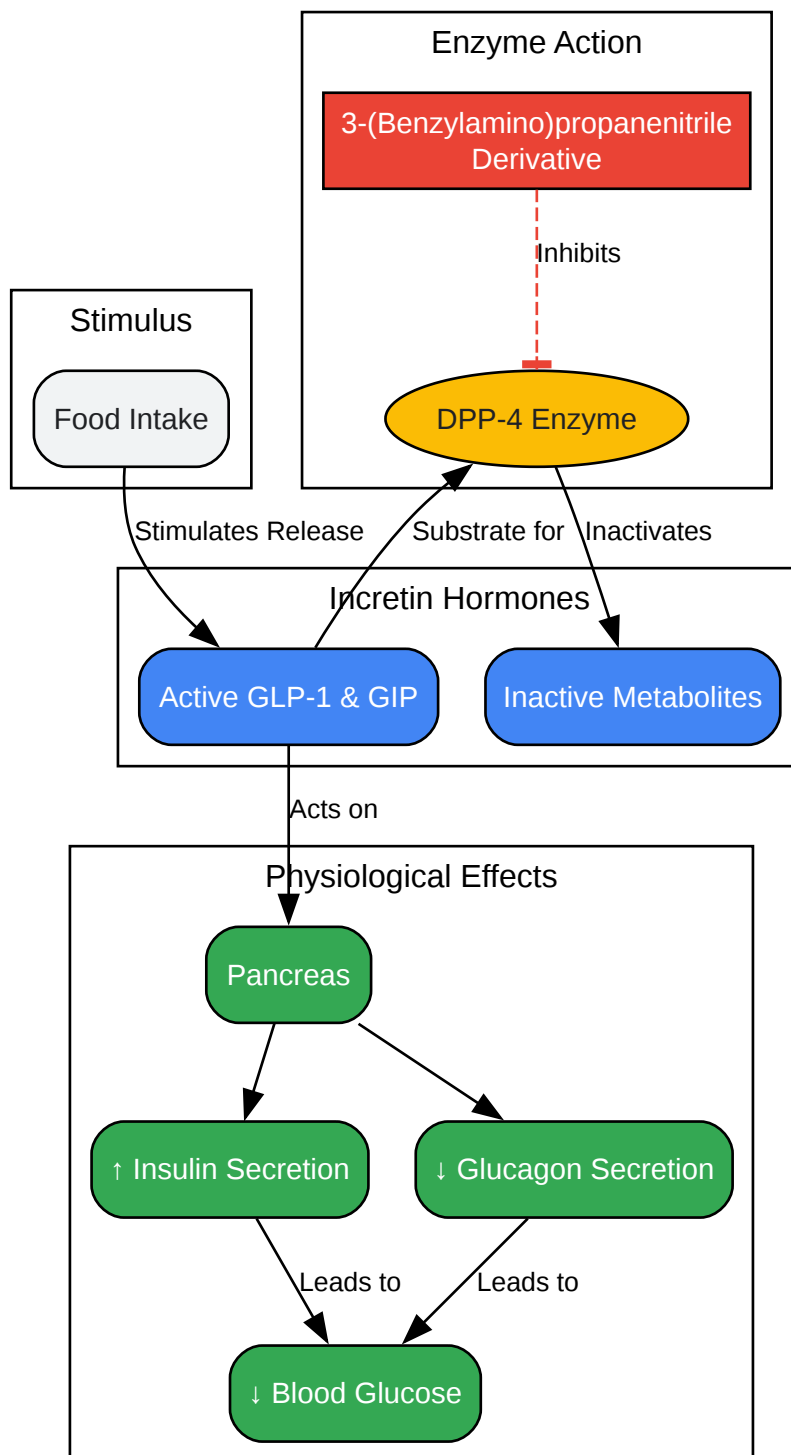 Enzyme Action
3-(Benzylamino)propanenitrile
Derivative
Inhibits
Stimulus
Food Intake
DPP-4 Enzyme
Stimulates Release
Substrate for
Inactivates
Incretin Hormones
Active GLP-1 & GIP
Inactive Metabolites
Acts on
Physiological Effects
Pancreas
↑ Insulin Secretion
↓ Glucagon Secretion
Leads to
Leads to
↓ Blood Glucose